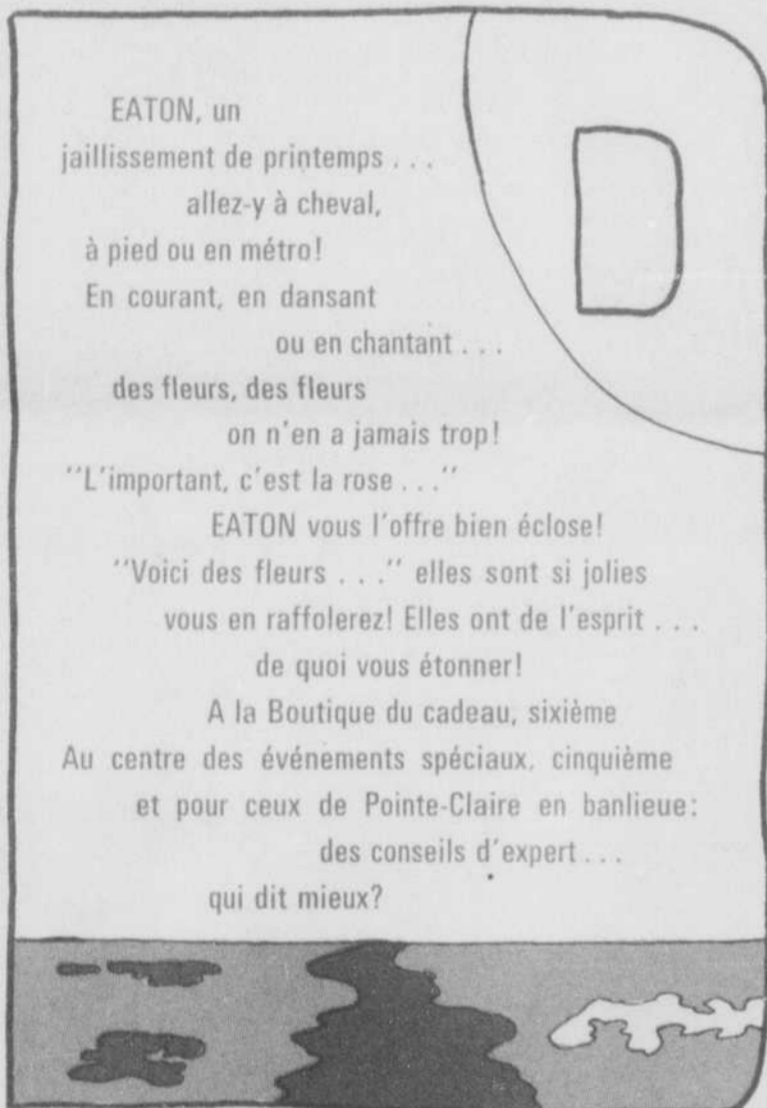 EATON, un
jaillissement de printemps . . .
allez-y à cheval,
à pied ou en métro!
En courant, en dansant
ou en chantant . . .
des fleurs, des fleurs
on n'en a jamais trop!
''L'important, c'est la rose . . .''
EATON vous l'offre bien éclose!
''Voici des fleurs . . .'' elles sont si jolies
vous en raffolerez! Elles ont de l'esprit . . .
de quoi vous étonner!
A la Boutique du cadeau, sixième
Au centre des événements spéciaux, cinquième
et pour ceux de Pointe-Claire en banlieue:
des conseils d'expert . . .
qui dit mieux?